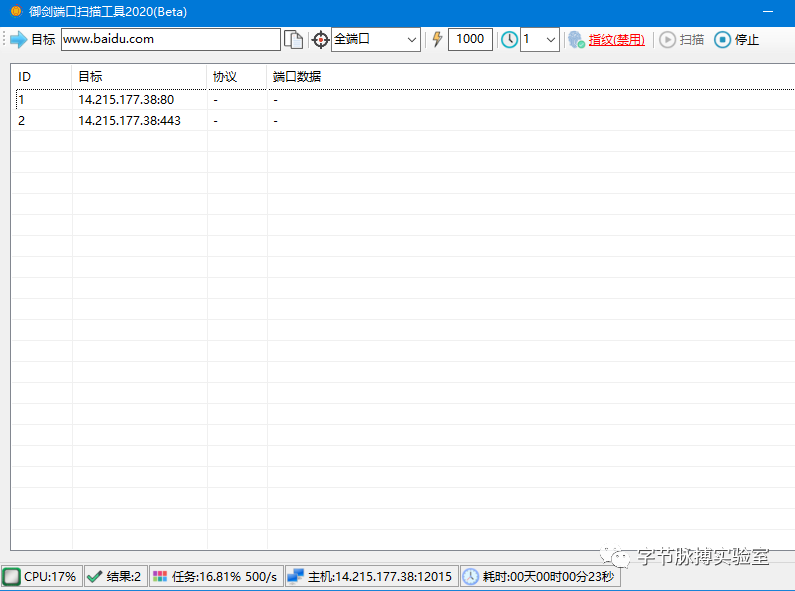 御剑端口扫描工具2020(Beta)
目标 www.baidu.com 全端口 1000 1 指纹(禁用) 扫描 停止
ID 目标 协议 端口数据
1 14.215.177.38:80 - -
2 14.215.177.38:443 - -
字节脉搏实验室
CPU:17% 结果:2 任务:16.81% 500/s 主机:14.215.177.38:12015 耗时:00天00时00分23秒